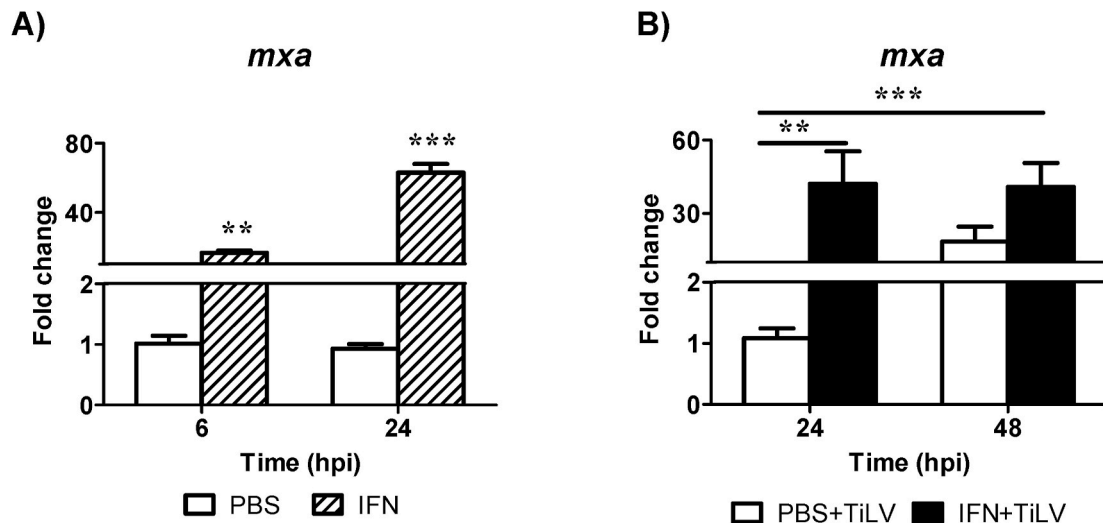 A)
mxa
Fold change
80
40
2
1
0
**
***
6
24
Time (hpi)
PBS
IFN
B)
mxa
***
**
Fold change
60
30
2
1
0
24
48
Time (hpi)
PBS+TiLV
IFN+TiLV